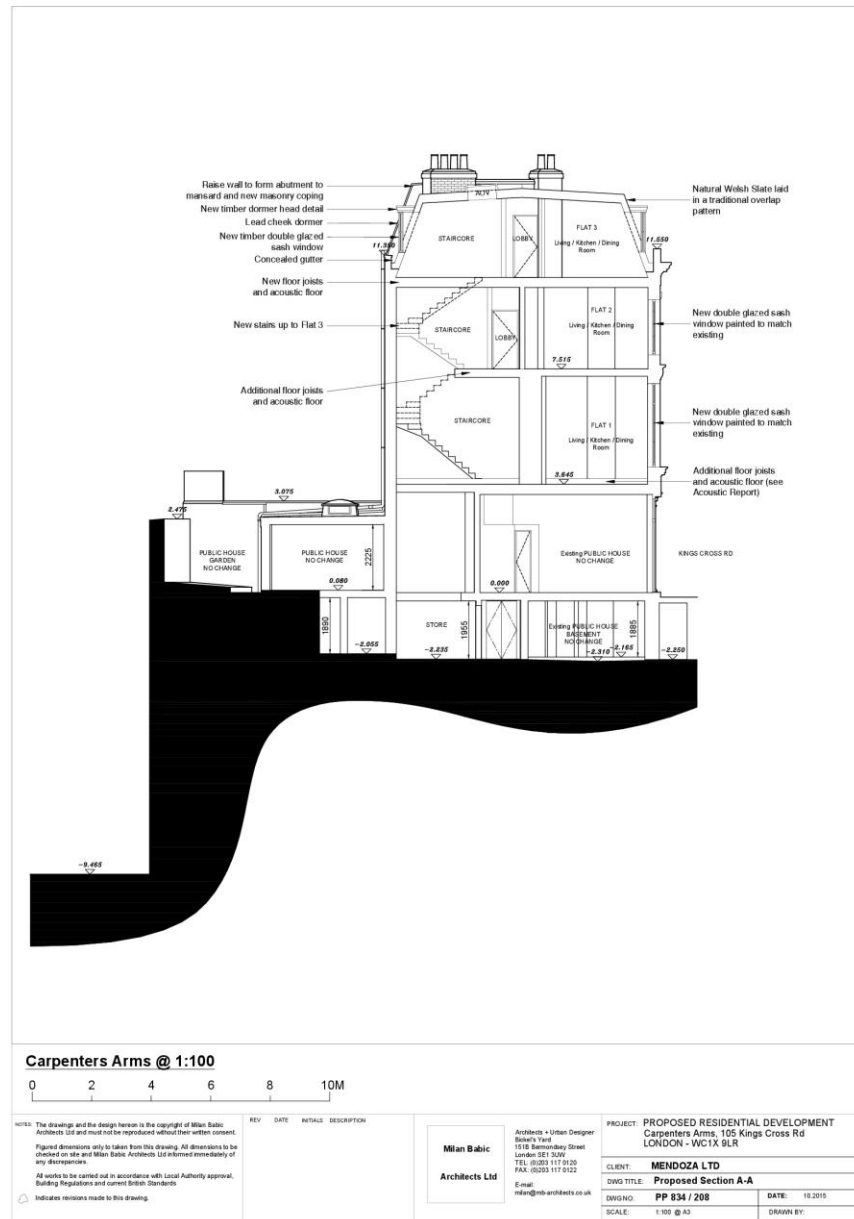 Raise wall to form abutment to
mansard and new masonry coping
New timber dormer head detail
Lead cheek dormer
New timber double glazed
sash window
Concealed gutter
New floor joists
and acoustic floor
New stairs up to Flat 3
Additional floor joists
and acoustic floor
Natural Welsh Slate laid
in a traditional overlap
pattern
New double glazed sash
window painted to match
existing
New double glazed sash
window painted to match
existing
Additional floor joists
and acoustic floor (see
Acoustic Report)
AOV
11.550
STAIRCORE
LOBBY
FLAT 3
Living / Kitchen / Dining
Room
STAIRCORE
LOBBY
FLAT 2
Living / Kitchen / Dining
Room
7.515
STAIRCORE
FLAT 1
Living / Kitchen / Dining
Room
3.645
3.075
2.475
PUBLIC HOUSE
GARDEN
NO CHANGE
PUBLIC HOUSE
NO CHANGE
2225
0.080
0.000
Existing PUBLIC HOUSE
NO CHANGE
KINGS CROSS RD
1890
-2.055
STORE
1955
-2.235
Existing PUBLIC HOUSE
BASEMENT
NO CHANGE
1885
-2.310
-2.165
-2.250
-9.465
Carpenters Arms @ 1:100
0 2 4 6 8 10M
NOTES: The drawings and the design hereon is the copyright of Milan Babic
Architects Ltd and must not be reproduced without their written consent.
Figured dimensions only to taken from this drawing. All dimensions to be
checked on site and Milan Babic Architects Ltd informed immediately of
any discrepancies.
All works to be carried out in accordance with Local Authority approval,
Building Regulations and current British Standards
Indicates revisions made to this drawing.
REV DATE INITIALS DESCRIPTION
Milan Babic
Architects Ltd
Architects + Urban Designer
Bickel's Yard
151B Bermondsey Street
London SE1 3UW
TEL: (0)203 117 0120
FAX: (0)203 117 0122
E-mail:
milan@mb-architects.co.uk
PROJECT: PROPOSED RESIDENTIAL DEVELOPMENT
Carpenters Arms, 105 Kings Cross Rd
LONDON - WC1X 9LR
CLIENT: MENDOZA LTD
DWG TITLE: Proposed Section A-A
DWG NO: PP 834 / 208
DATE: 10.2015
SCALE: 1:100 @ A3
DRAWN BY: